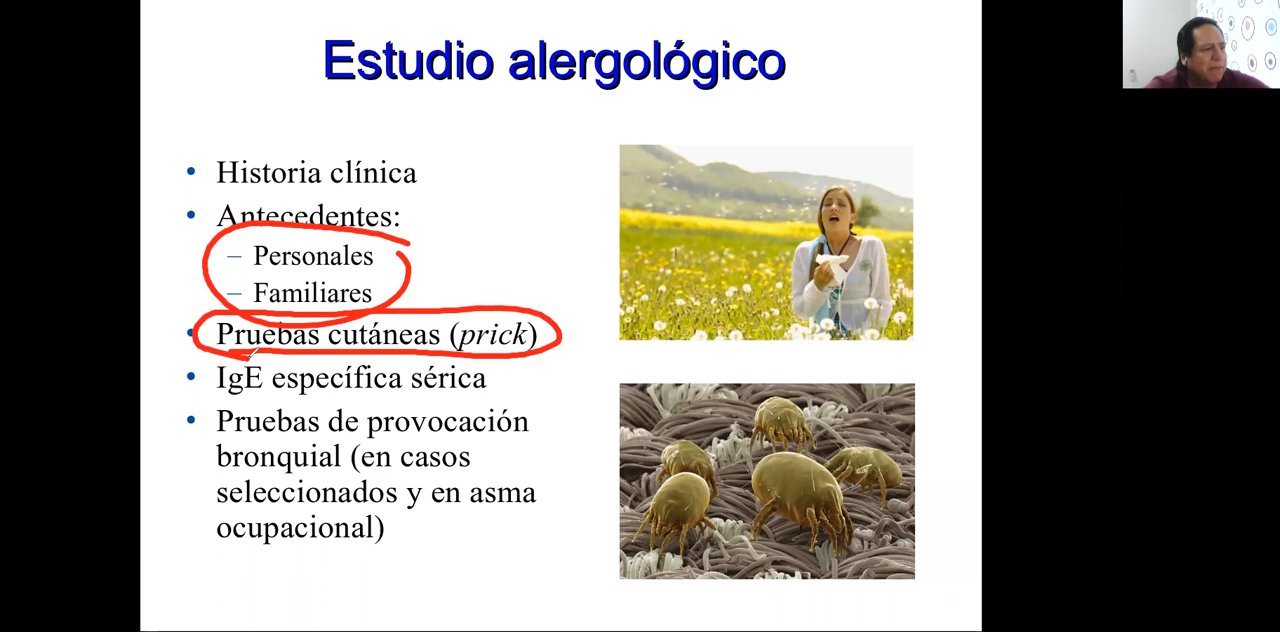 Estudio alergológico
• Historia clínica
• Antecedentes:
– Personales
– Familiares
• Pruebas cutáneas (prick)
• IgE específica sérica
• Pruebas de provocación
bronquial (en casos
seleccionados y en asma
ocupacional)